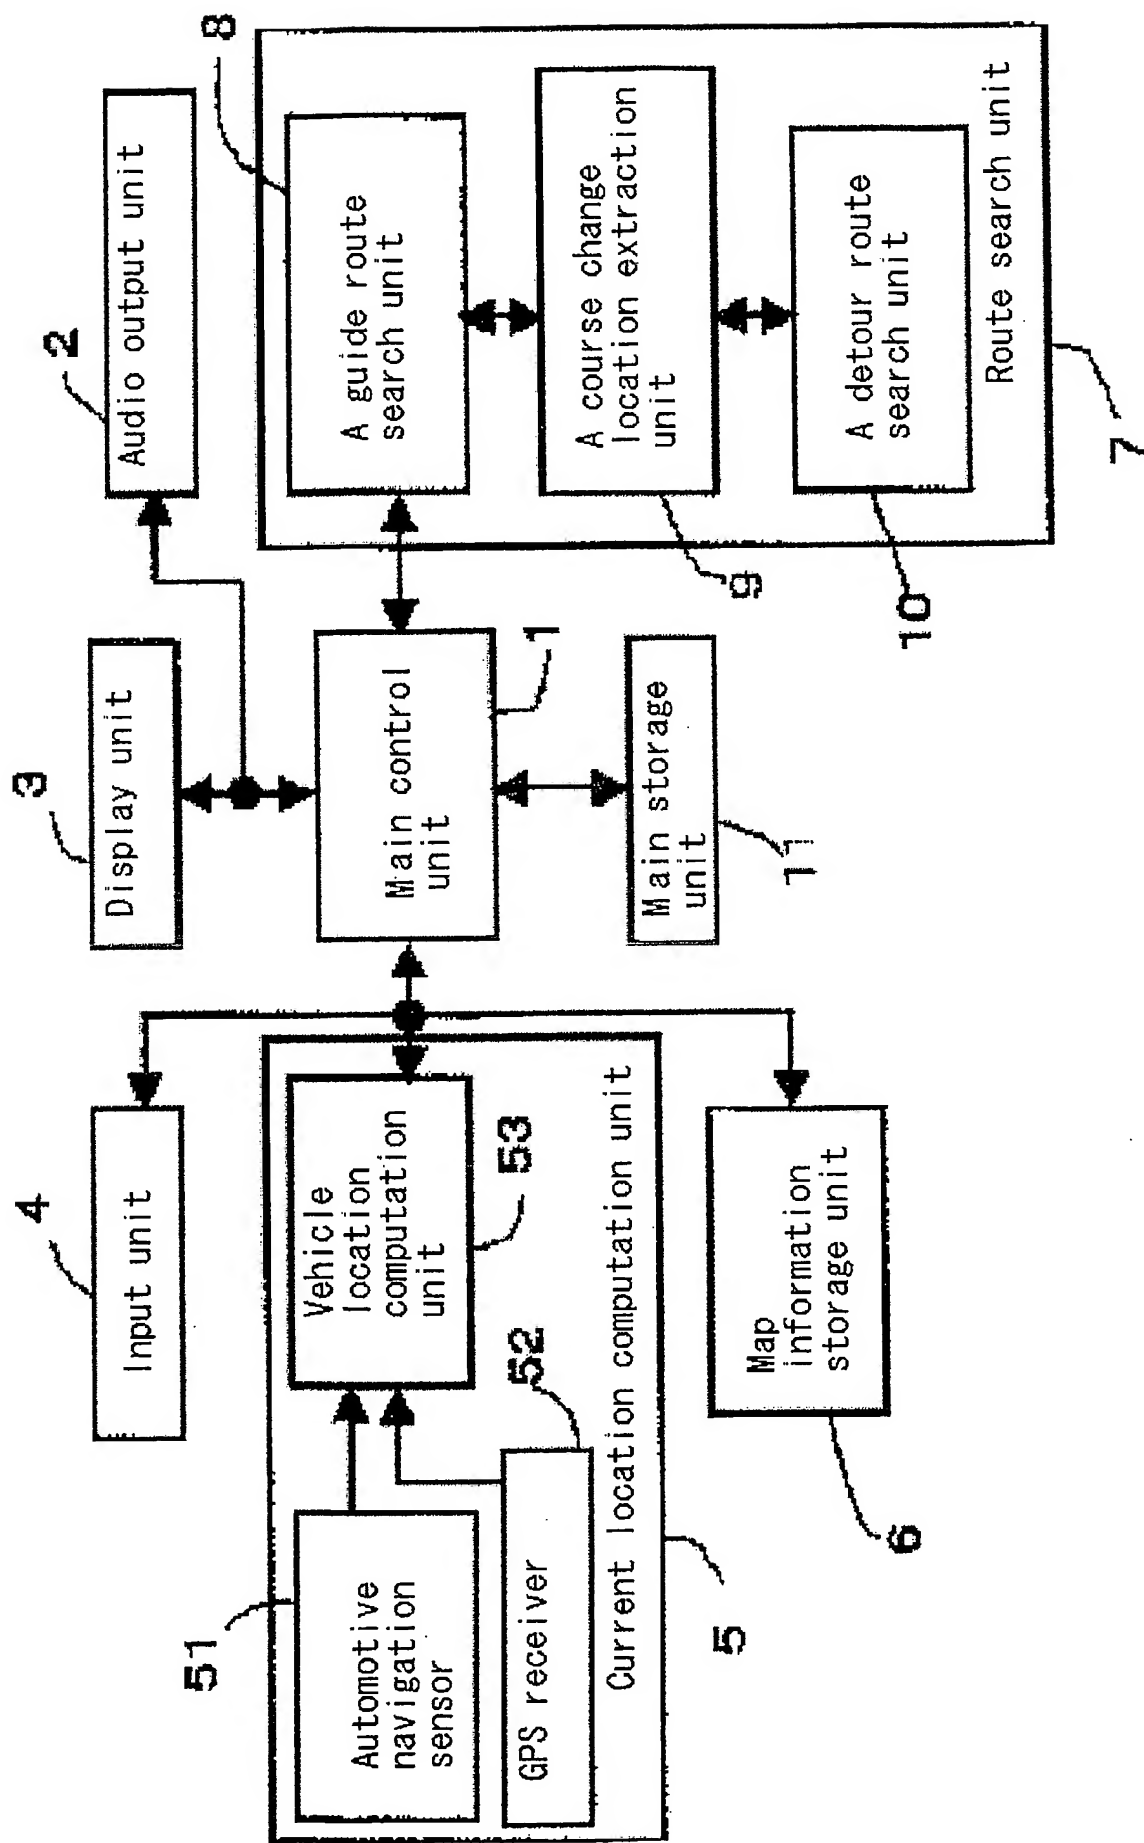 4
Input unit
3
Display unit
2
Audio output unit
8
51
Automotive
navigation
sensor
GPS receiver
52
Vehicle
location
computation
unit
53
Current location computation unit
5
Map
information
storage unit
6
Main control
unit
1
Main storage
unit
11
A guide route
search unit
A course change
location extraction
unit
9
A detour route
search unit
10
Route search unit
7